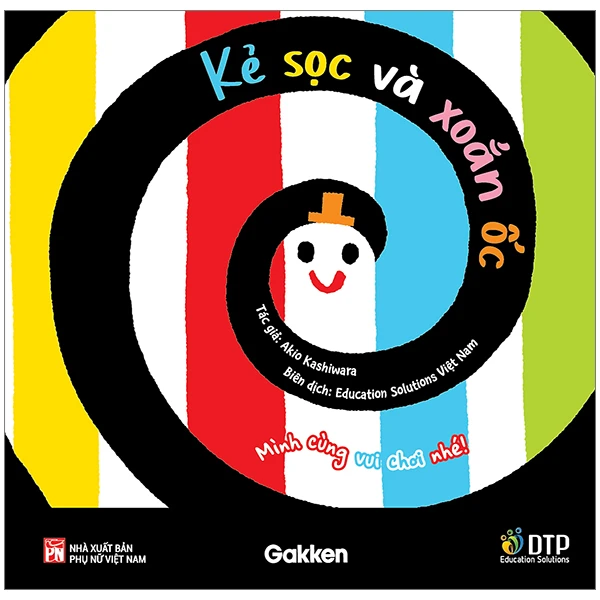 Kẻ sọc và xoắn ốc
Tác giả: Akio Kashiwara
Biên dịch: Education Solutions Việt Nam
Mình cùng vui chơi nhé!
PN
NHÀ XUẤT BẢN
PHỤ NỮ VIỆT NAM
Gakken
DTP
Education Solutions